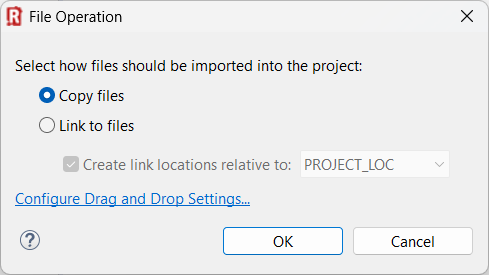 File Operation
Select how files should be imported into the project:
Copy files
Link to files
Create link locations relative to: PROJECT_LOC
Configure Drag and Drop Settings...
? OK Cancel